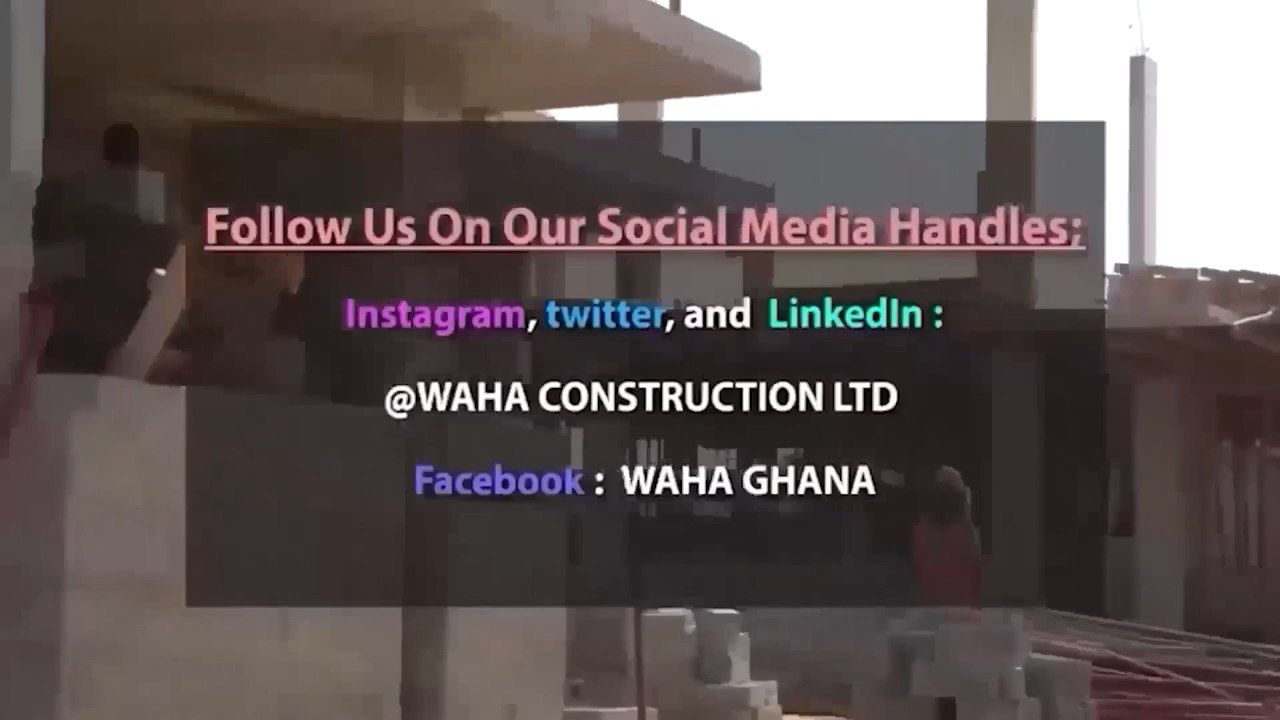 Follow Us On Our Social Media Handles;
Instagram, twitter, and LinkedIn :
@WAHA CONSTRUCTION LTD
Facebook : WAHA GHANA